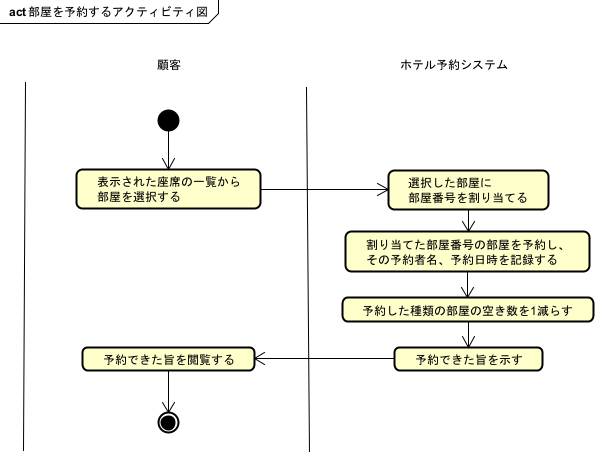 act 部屋を予約するアクティビティ図
顧客
ホテル予約システム
表示された座席の一覧から
部屋を選択する
選択した部屋に
部屋番号を割り当てる
割り当てた部屋番号の部屋を予約し、
その予約者名、予約日時を記録する
予約した種類の部屋の空き数を1減らす
予約できた旨を閲覧する
予約できた旨を示す